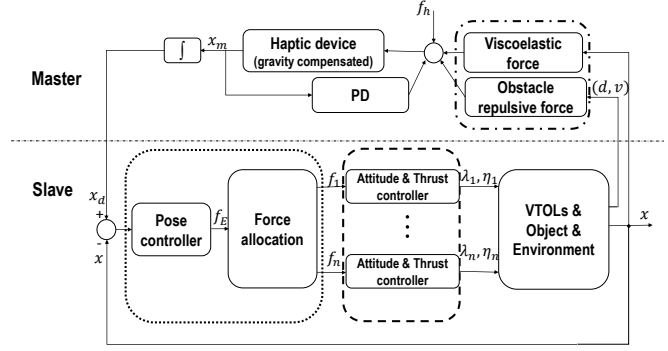 f_h
∫
x_m
Haptic device
(gravity compensated)
Viscoelastic
force
Master
PD
Obstacle
repulsive force
(d, v)
Slave
x_d
+
-
x
Pose
controller
f_E
Force
allocation
f_1
Attitude & Thrust
controller
λ_1, η_1
⋮
f_n
Attitude & Thrust
controller
λ_n, η_n
VTOLs &
Object &
Environment
x